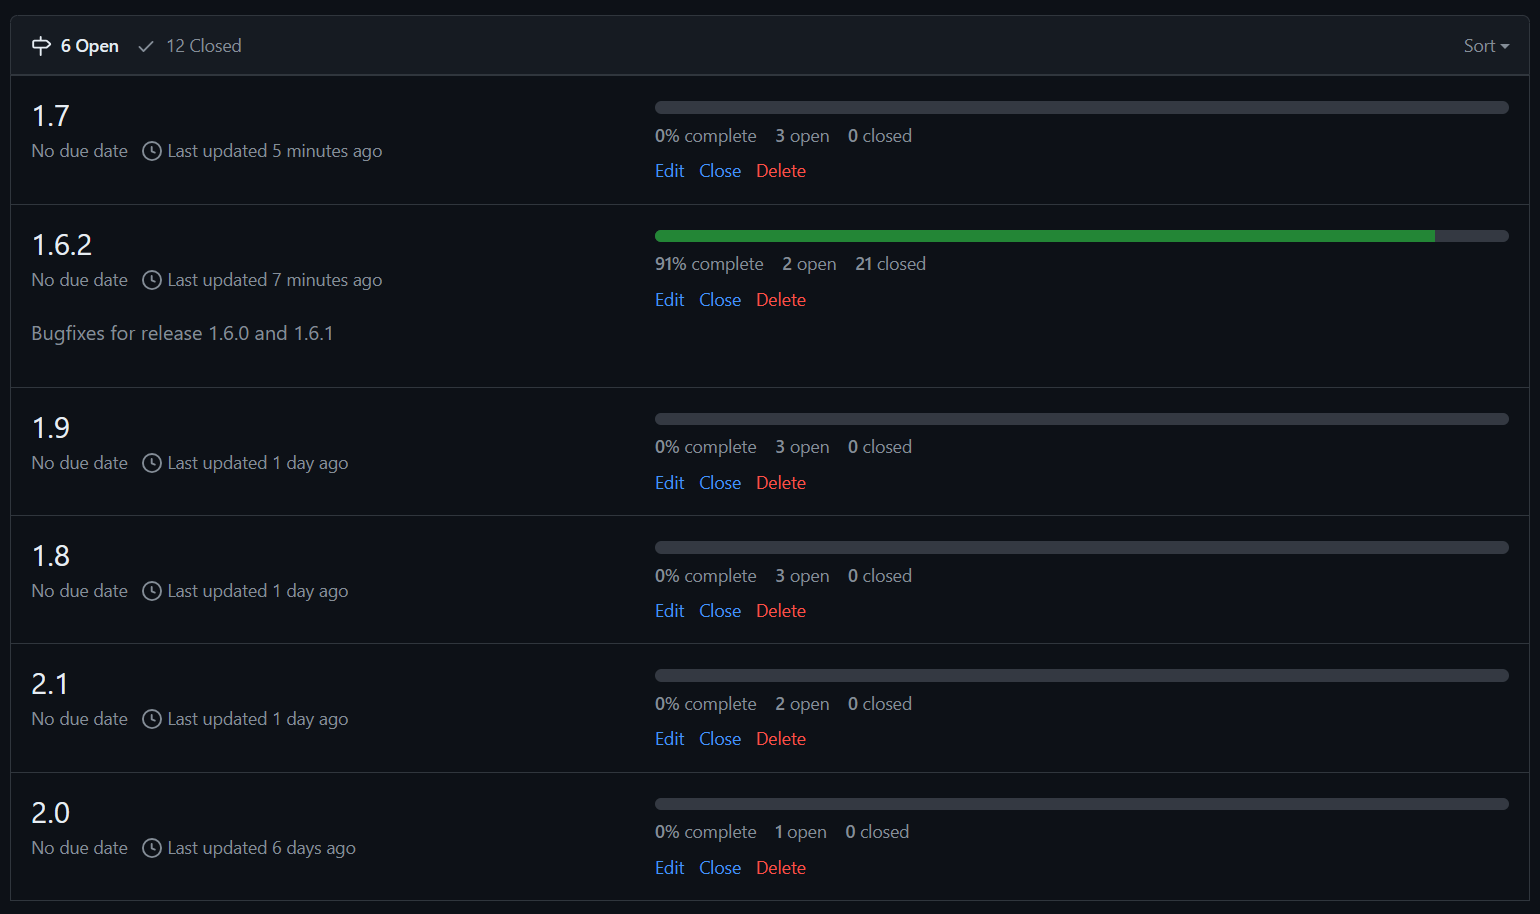 6 Open 12 Closed Sort
1.7
No due date Last updated 5 minutes ago
0% complete 3 open 0 closed
Edit Close Delete
1.6.2
No due date Last updated 7 minutes ago
Bugfixes for release 1.6.0 and 1.6.1
91% complete 2 open 21 closed
Edit Close Delete
1.9
No due date Last updated 1 day ago
0% complete 3 open 0 closed
Edit Close Delete
1.8
No due date Last updated 1 day ago
0% complete 3 open 0 closed
Edit Close Delete
2.1
No due date Last updated 1 day ago
0% complete 2 open 0 closed
Edit Close Delete
2.0
No due date Last updated 6 days ago
0% complete 1 open 0 closed
Edit Close Delete